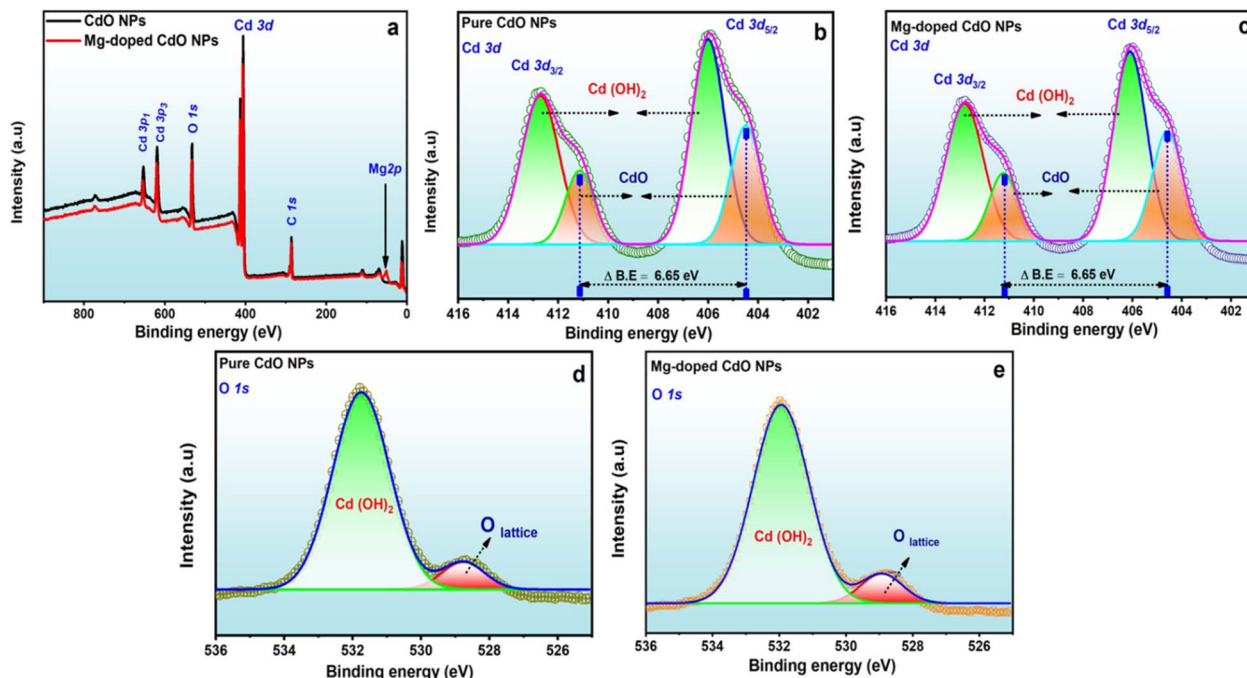 CdO NPs
Mg-doped CdO NPs
a
Cd 3d
Cd 3p1
Cd 3p3
O 1s
C 1s
Mg2p
Intensity (a.u)
800 600 400 200 0
Binding energy (eV)
Pure CdO NPs
b
Cd 3d
Cd 3d5/2
Cd 3d3/2
Cd (OH)2
CdO
Δ B.E = 6.65 eV
Intensity (a.u)
416 414 412 410 408 406 404 402
Binding energy (eV)
Mg-doped CdO NPs
c
Cd 3d
Cd 3d5/2
Cd 3d3/2
Cd (OH)2
CdO
Δ B.E = 6.65 eV
Intensity (a.u)
416 414 412 410 408 406 404 402
Binding energy (eV)
Pure CdO NPs
d
O 1s
Cd (OH)2
O lattice
Intensity (a.u)
536 534 532 530 528 526
Binding energy (eV)
Mg-doped CdO NPs
e
O 1s
Cd (OH)2
O lattice
Intensity (a.u)
536 534 532 530 528 526
Binding energy (eV)